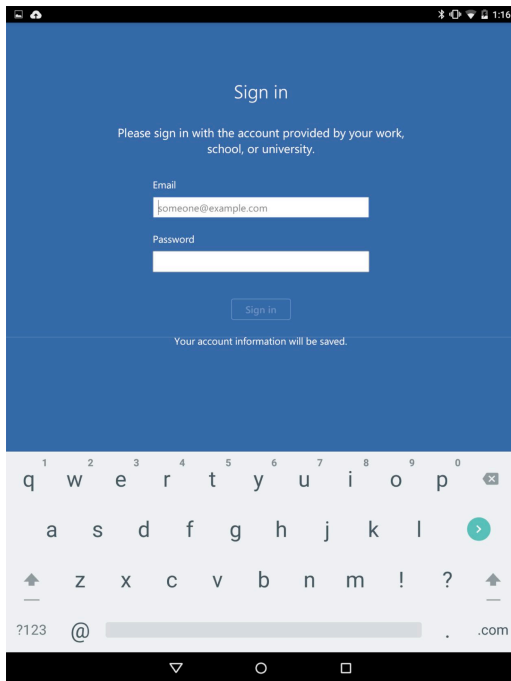 1:16
Sign in
Please sign in with the account provided by your work,
school, or university.
Email
someone@example.com
Password
Sign in
Your account information will be saved.
1 2 3 4 5 6 7 8 9 0
q w e r t y u i o p
a s d f g h j k l
z x c v b n m ! ?
?123 @ . .com